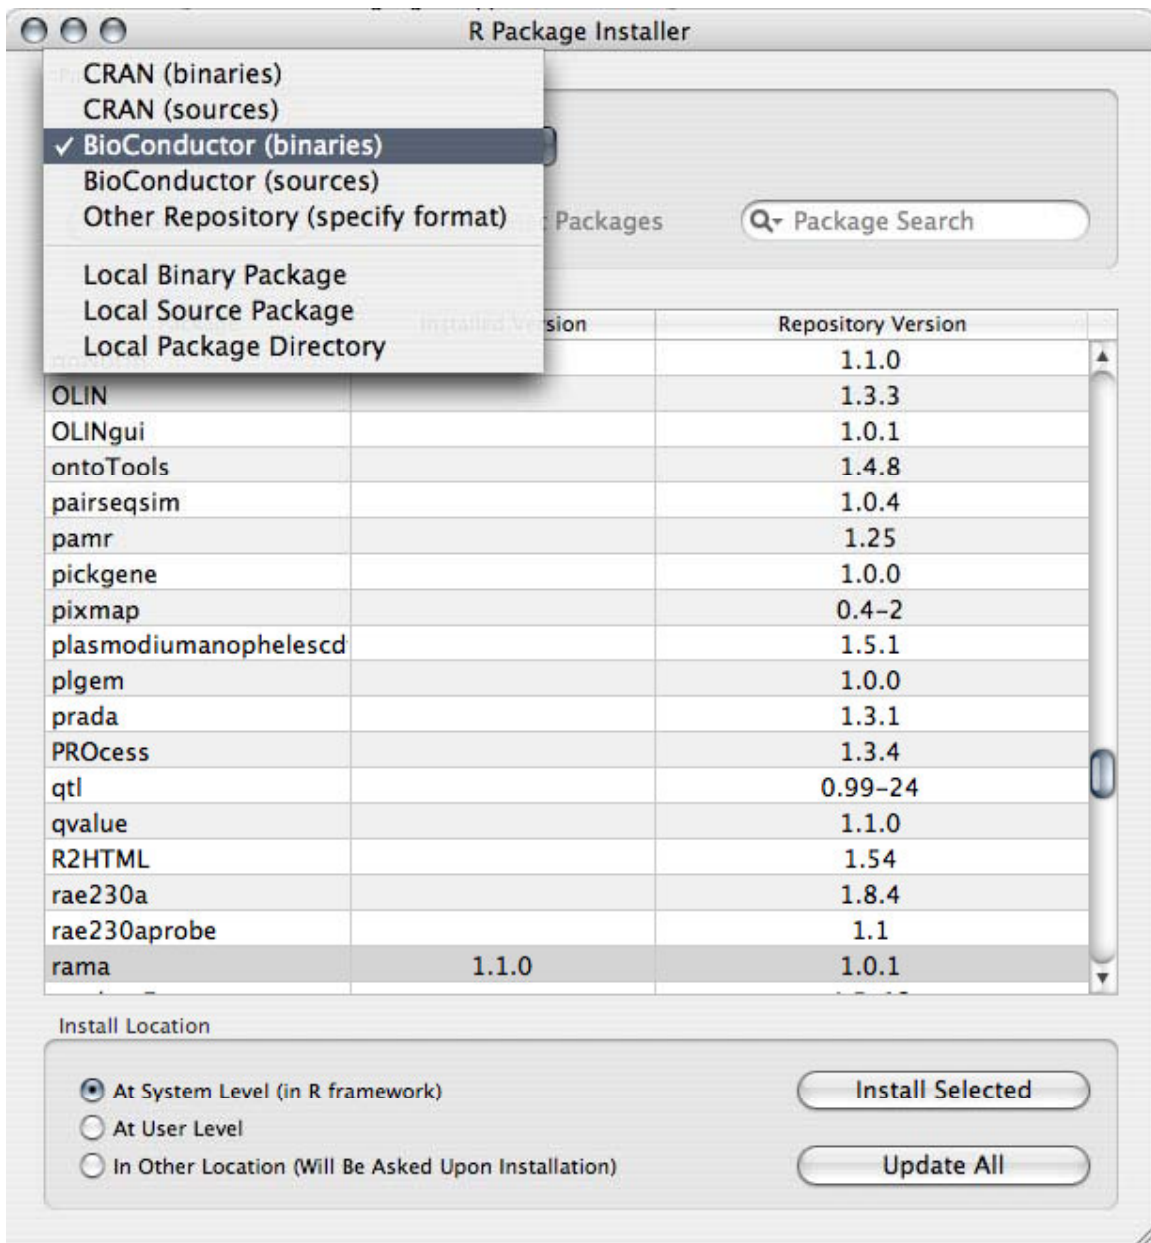 R Package Installer
CRAN (binaries)
CRAN (sources)
✓ BioConductor (binaries)
BioConductor (sources)
Other Repository (specify format)
Packages
Package Search
Local Binary Package
Local Source Package
Local Package Directory
Package Installed Version Repository Version
1.1.0
OLIN 1.3.3
OLINgui 1.0.1
ontoTools 1.4.8
pairseqsim 1.0.4
pamr 1.25
pickgene 1.0.0
pixmap 0.4-2
plasmodiumanophelescd 1.5.1
plgem 1.0.0
prada 1.3.1
PROcess 1.3.4
qtl 0.99-24
qvalue 1.1.0
R2HTML 1.54
rae230a 1.8.4
rae230aprobe 1.1
rama 1.1.0 1.0.1
Install Location
At System Level (in R framework)
Install Selected
At User Level
In Other Location (Will Be Asked Upon Installation)
Update All